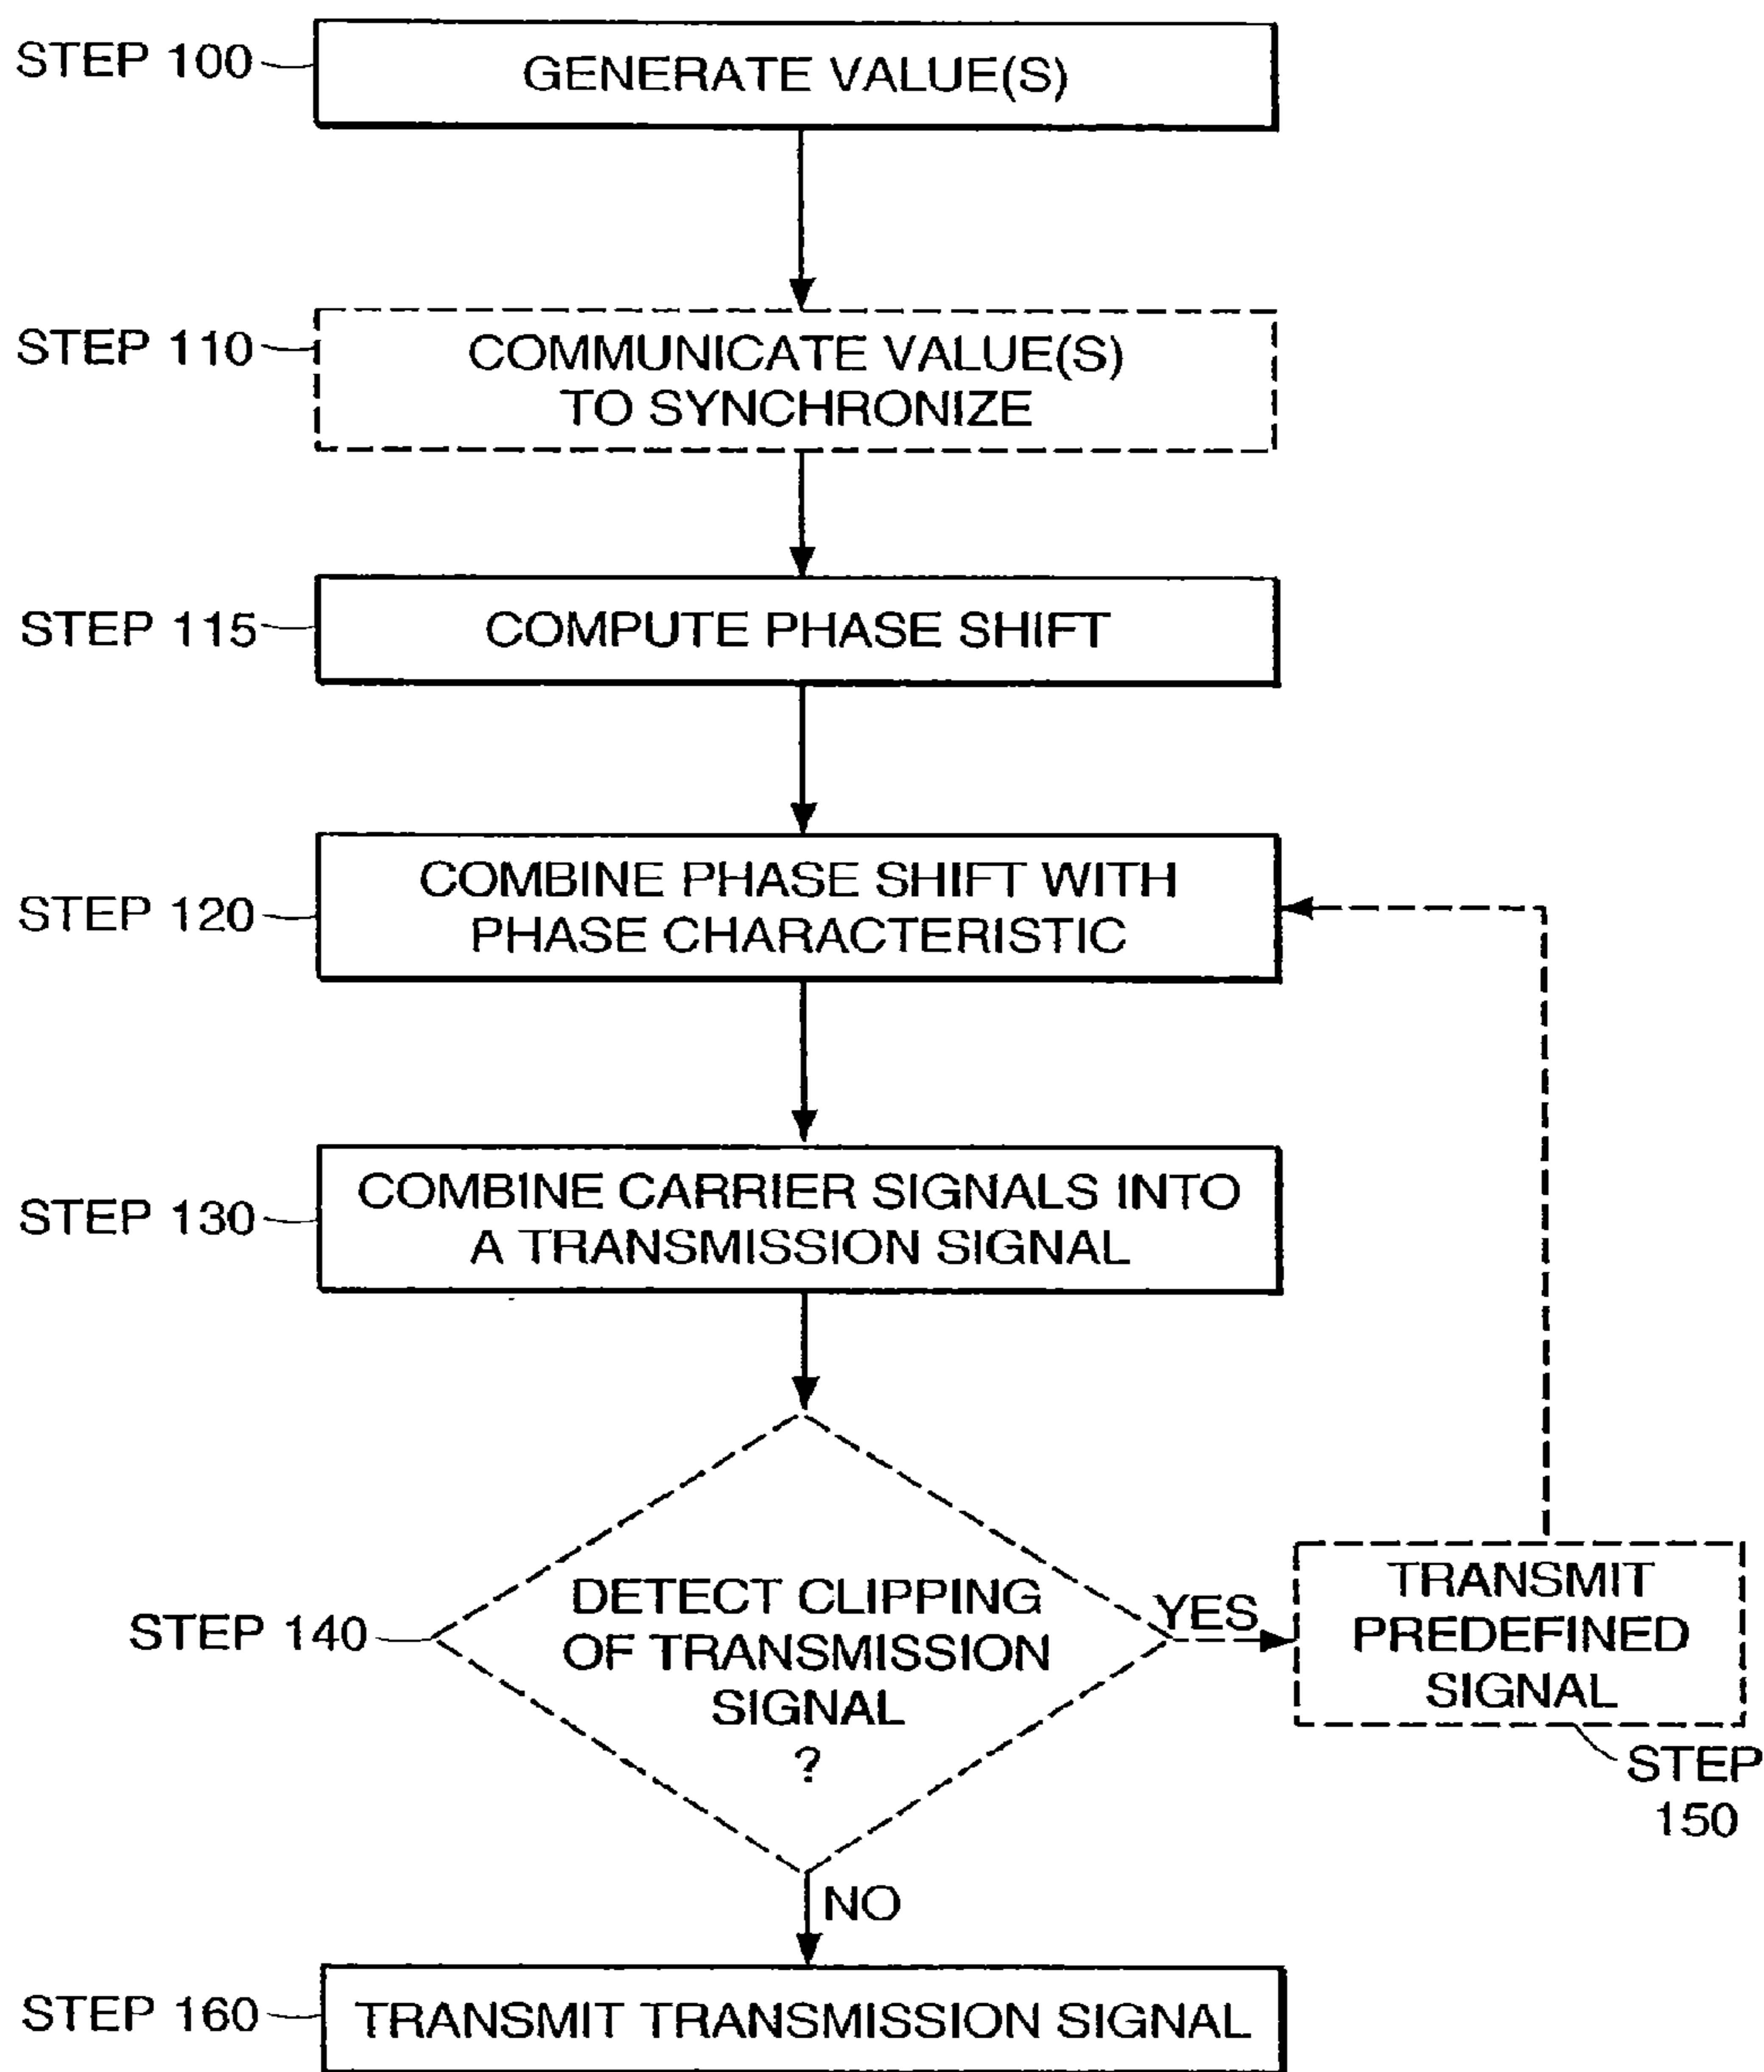 STEP 100
GENERATE VALUE(S)
STEP 110
COMMUNICATE VALUE(S)
TO SYNCHRONIZE
STEP 115
COMPUTE PHASE SHIFT
STEP 120
COMBINE PHASE SHIFT WITH
PHASE CHARACTERISTIC
STEP 130
COMBINE CARRIER SIGNALS INTO
A TRANSMISSION SIGNAL
STEP 140
DETECT CLIPPING
OF TRANSMISSION
SIGNAL
?
YES
TRANSMIT
PREDEFINED
SIGNAL
STEP
150
NO
STEP 160
TRANSMIT TRANSMISSION SIGNAL